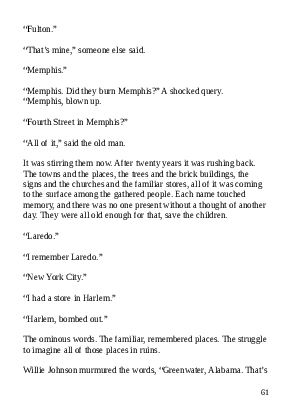 “Fulton.”
“That’s mine,” someone else said.
“Memphis.”
“Memphis. Did they burn Memphis?” A shocked query.
“Memphis, blown up.
“Fourth Street in Memphis?”
“All of it,” said the old man.
It was stirring them now. After twenty years it was rushing back.
The towns and the places, the trees and the brick buildings, the
signs and the churches and the familiar stores, all of it was coming
to the surface among the gathered people. Each name touched
memory, and there was no one present without a thought of another
day. They were all old enough for that, save the children.
“Laredo.”
“I remember Laredo.”
“New York City.”
“I had a store in Harlem.”
“Harlem, bombed out.”
The ominous words. The familiar, remembered places. The struggle
to imagine all of those places in ruins.
Willie Johnson murmured the words, “Greenwater, Alabama. That’s
61